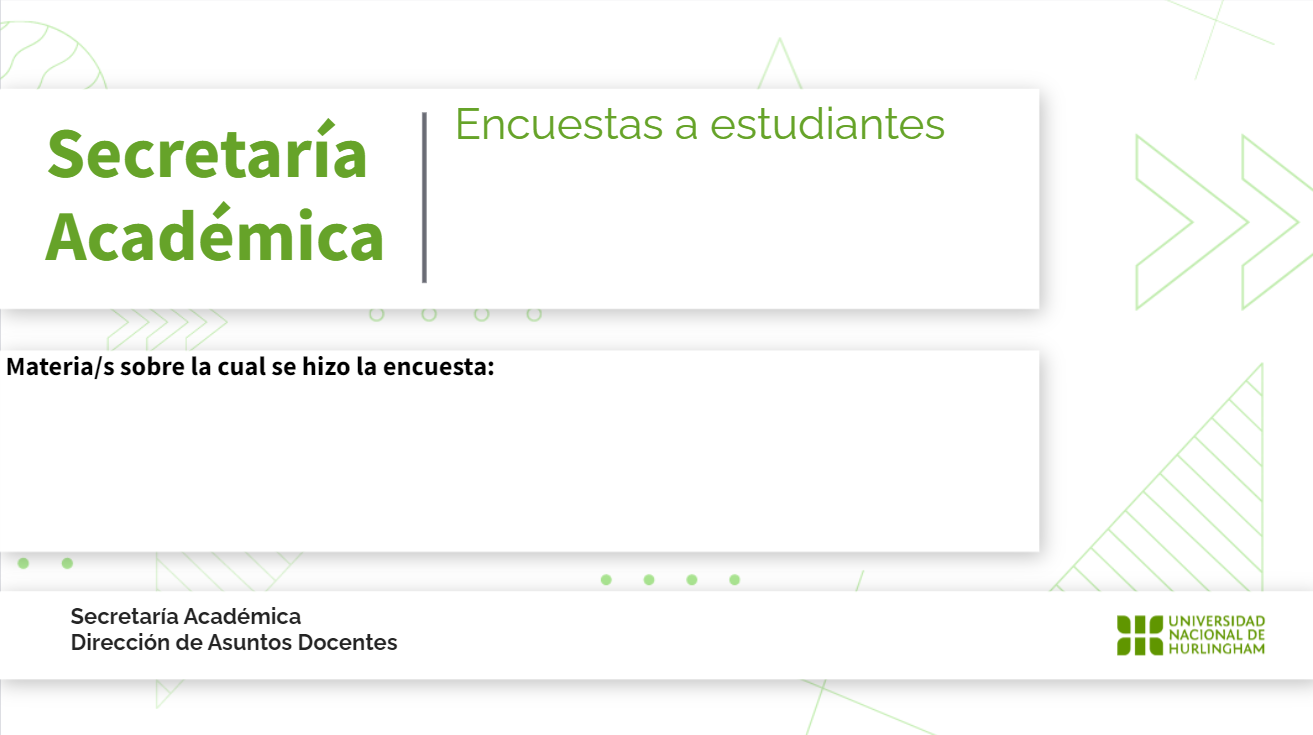 Secretaría
Académica
Encuestas a estudiantes
Materia/s sobre la cual se hizo la encuesta:
Secretaría Académica
Dirección de Asuntos Docentes
UNIVERSIDAD
NACIONAL DE
HURLINGHAM